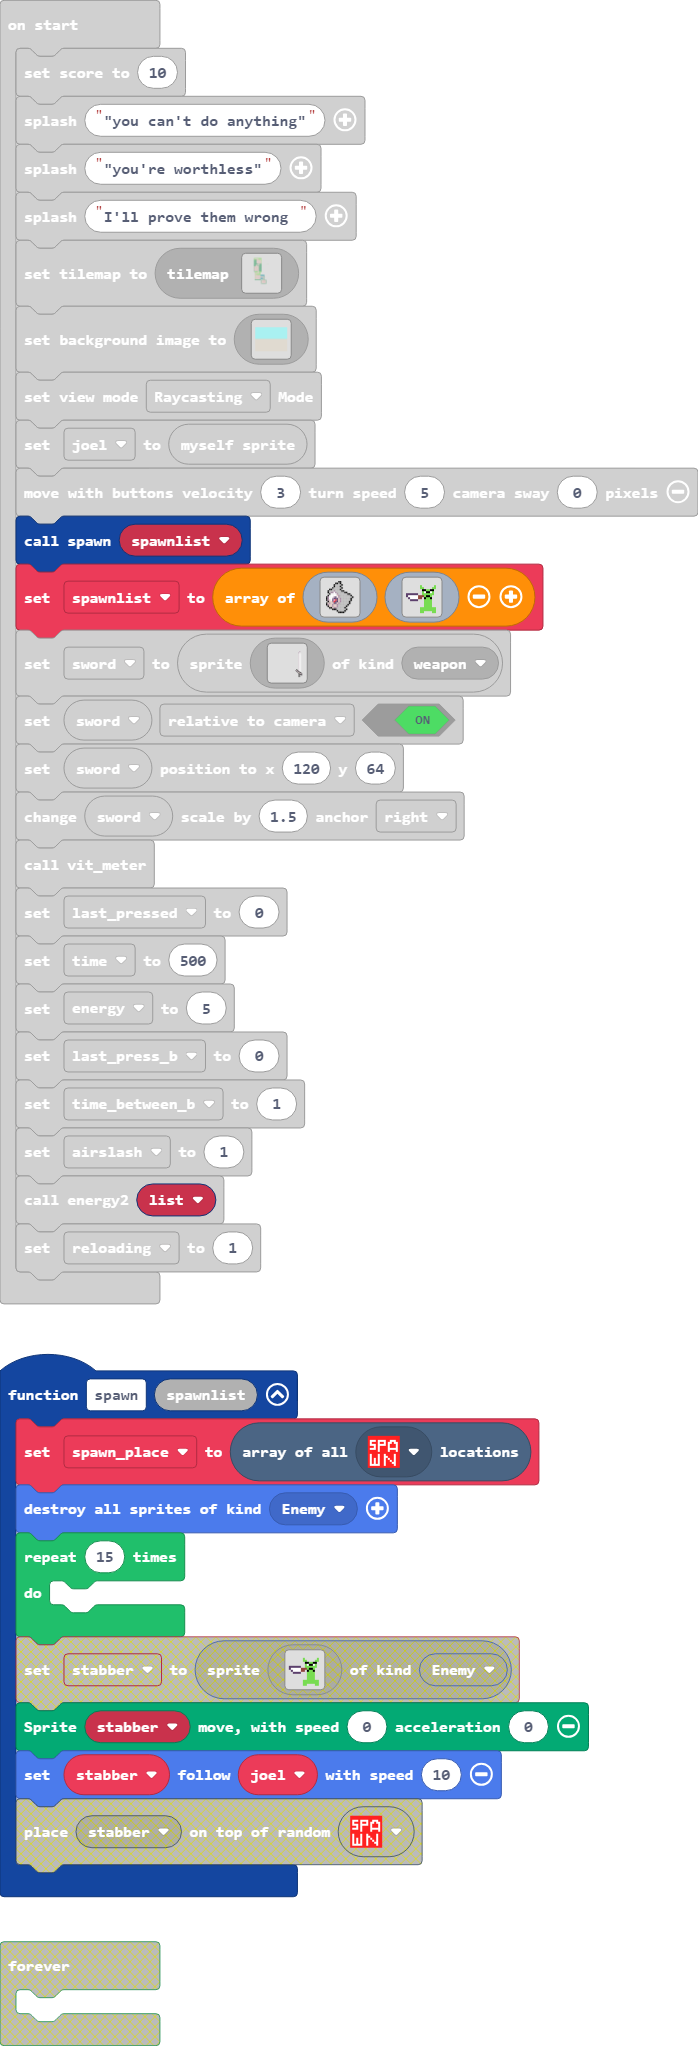 on start
set score to 10
splash ""you can't do anything""
splash ""you're worthless""
splash "I'll prove them wrong "
set tilemap to tilemap
set background image to
set view mode Raycasting Mode
set joel to myself sprite
move with buttons velocity 3 turn speed 5 camera sway 0 pixels
call spawn spawnlist
set spawnlist to array of
set sword to sprite of kind weapon
set sword relative to camera ON
set sword position to x 120 y 64
change sword scale by 1.5 anchor right
call vit_meter
set last_pressed to 0
set time to 500
set energy to 5
set last_press_b to 0
set time_between_b to 1
set airslash to 1
call energy2 list
set reloading to 1
function spawn spawnlist
set spawn_place to array of all SPAWN locations
destroy all sprites of kind Enemy
repeat 15 times
do
set stabber to sprite of kind Enemy
Sprite stabber move, with speed 0 acceleration 0
set stabber follow joel with speed 10
place stabber on top of random SPAWN
forever